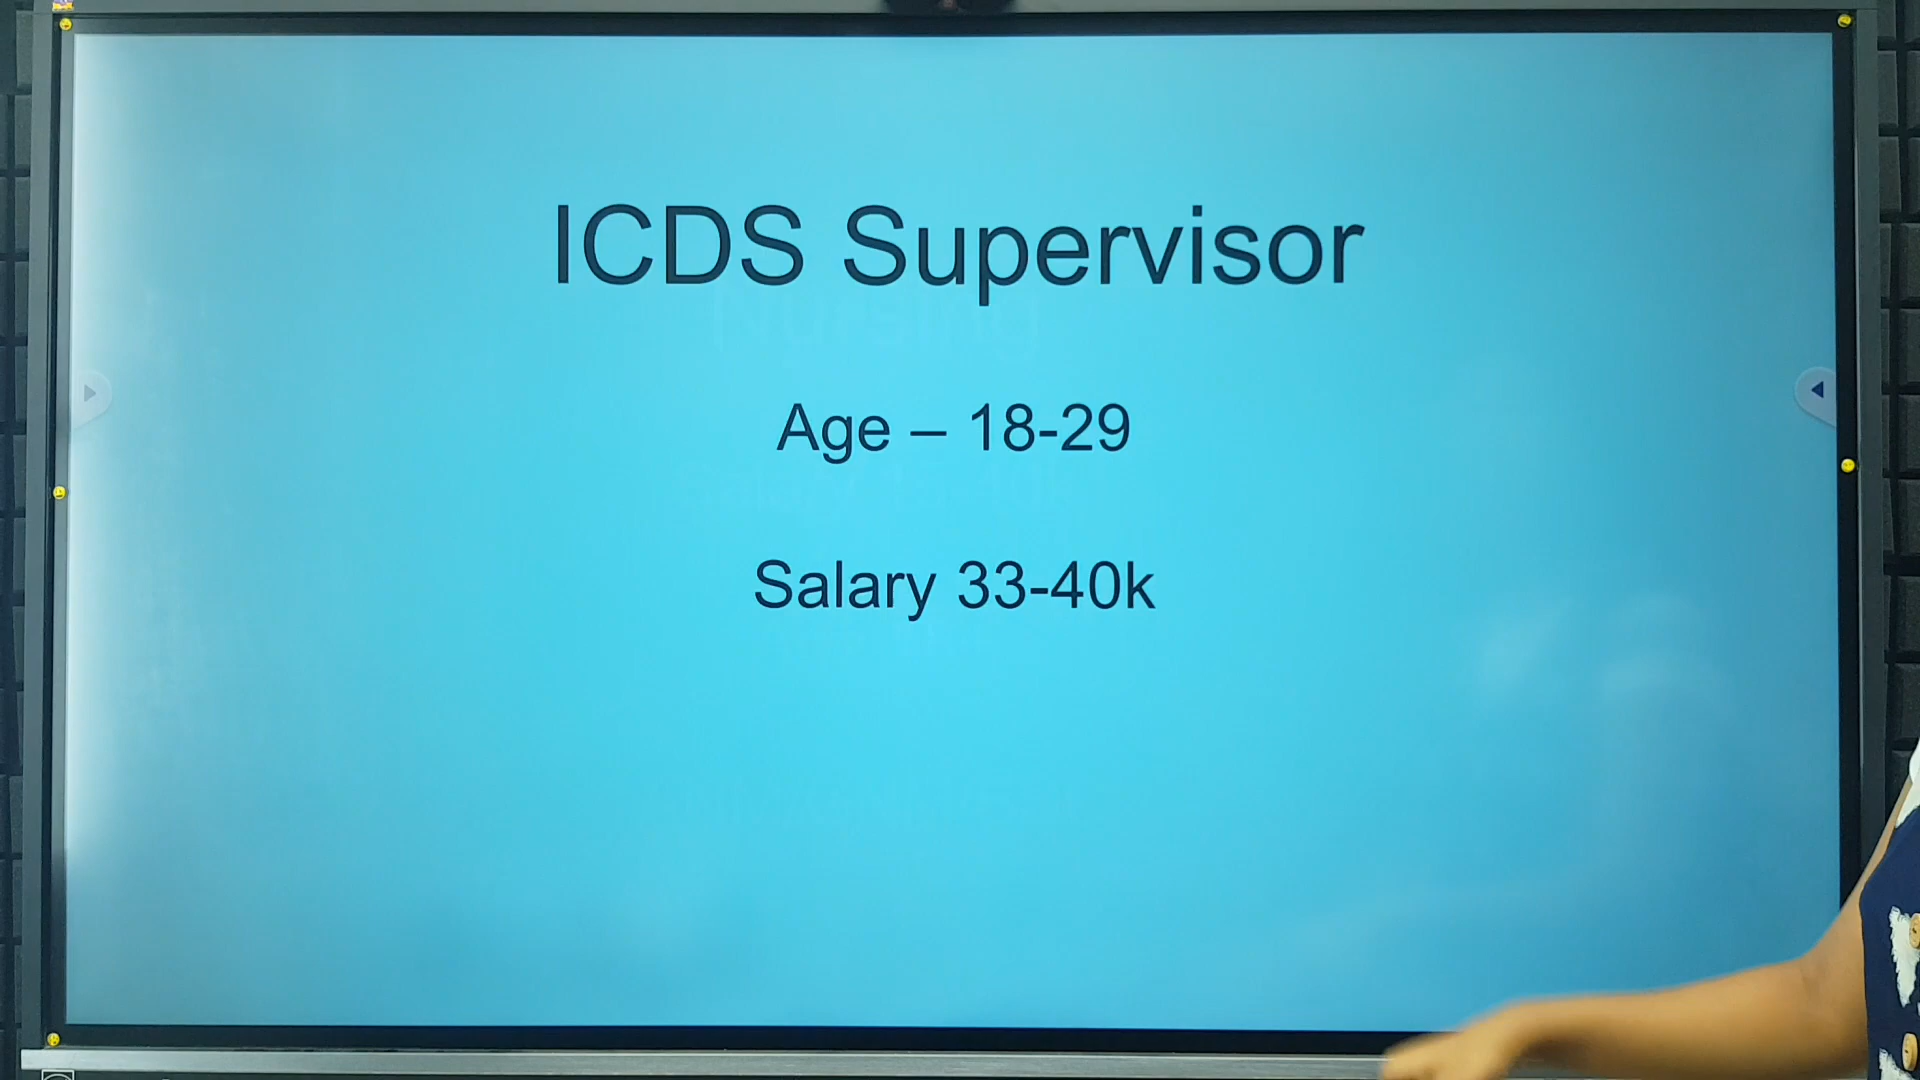 ICDS Supervisor
Age – 18-29
Salary 33-40k